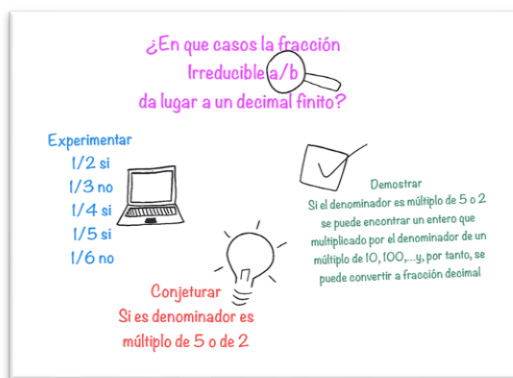 ¿En que casos la fracción
Irreducible a/b
da lugar a un decimal finito?
Experimentar
1/2 si
1/3 no
1/4 si
1/5 si
1/6 no
Conjeturar
Si es denominador es
múltiplo de 5 o de 2
Demostrar
Si el denominador es múltiplo de 5 o 2
se puede encontrar un entero que
multiplicado por el denominador de un
múltiplo de 10, 100,...y, por tanto, se
puede convertir a fracción decimal